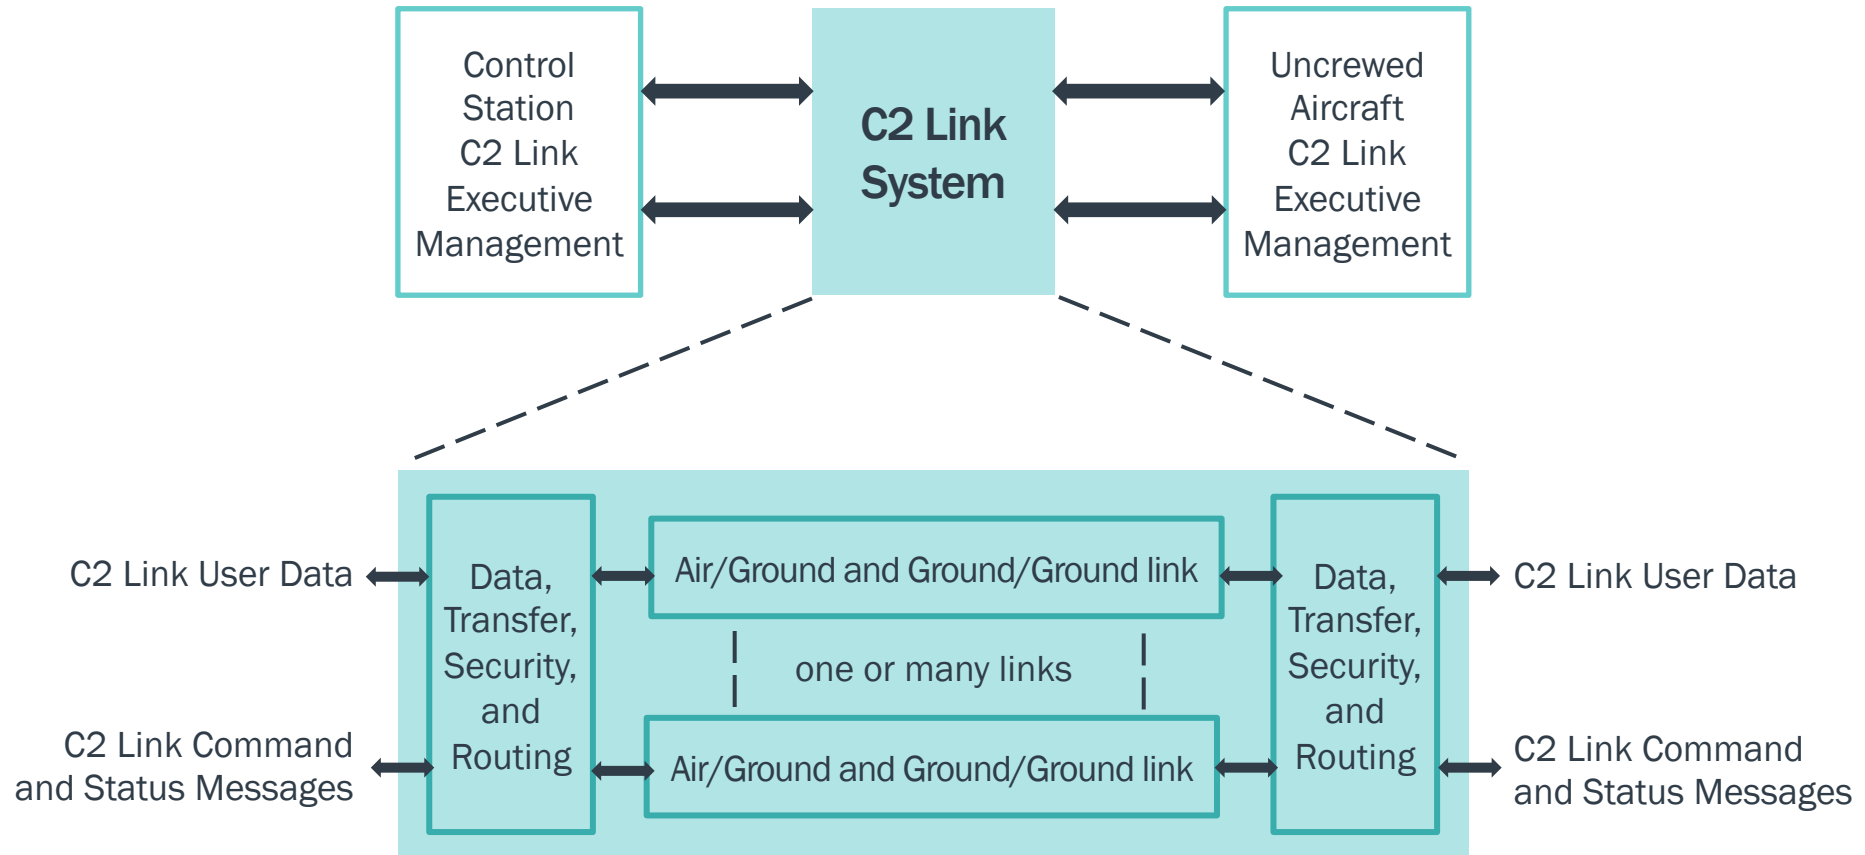 Control
Station
C2 Link
Executive
Management
C2 Link
System
Uncrewed
Aircraft
C2 Link
Executive
Management
C2 Link User Data
C2 Link Command
and Status Messages
Data,
Transfer,
Security,
and
Routing
Air/Ground and Ground/Ground link
one or many links
Air/Ground and Ground/Ground link
Data,
Transfer,
Security,
and
Routing
C2 Link User Data
C2 Link Command
and Status Messages